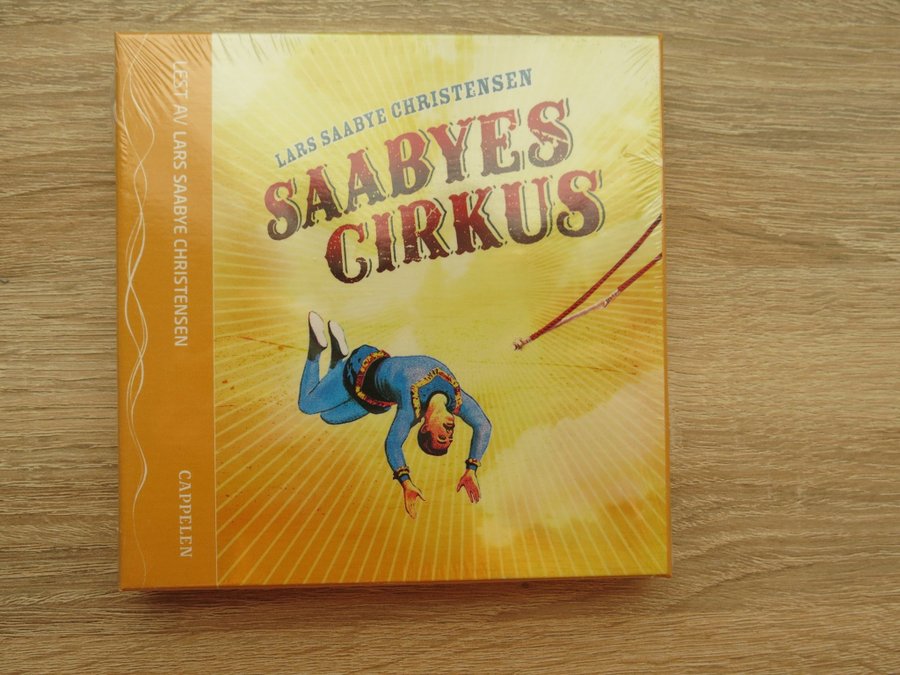 LARS SAABYE CHRISTENSEN
SAABYES
CIRKUS
LEST AV LARS SAABYE CHRISTENSEN
CAPPELEN